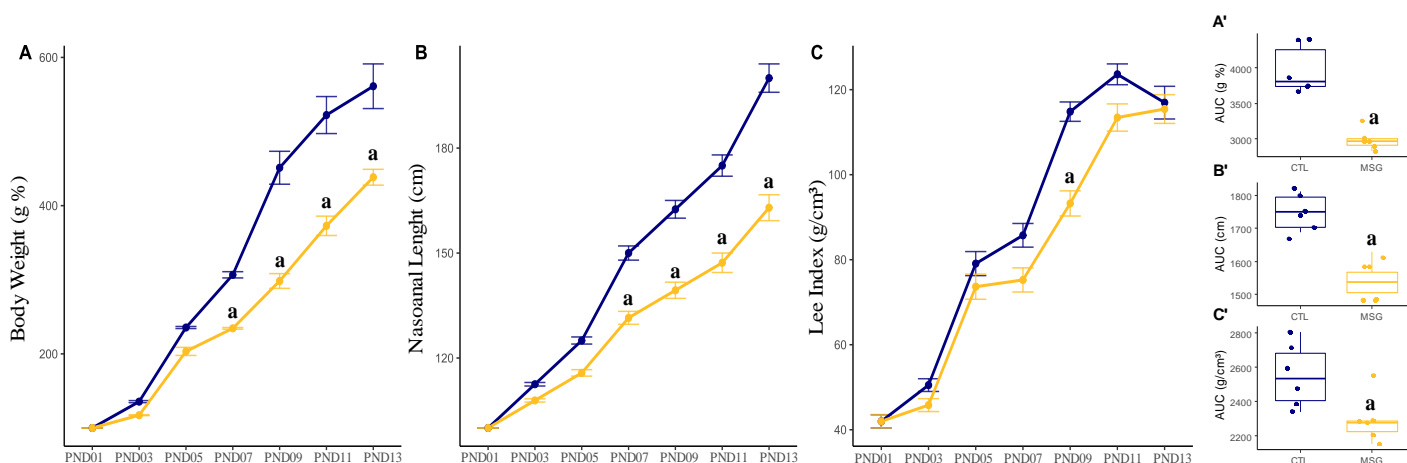 A
Body Weight (g %)
600
400
200
a
a
a
a
PND01 PND03 PND05 PND07 PND09 PND11 PND13
B
Nasoanal Lenght (cm)
180
150
120
a
a
a
a
PND01 PND03 PND05 PND07 PND09 PND11 PND13
C
Lee Index (g/cm³)
120
100
80
60
40
a
PND01 PND03 PND05 PND07 PND09 PND11 PND13
A'
AUC (g %)
4000
3500
3000
a
CTL MSG
B'
AUC (cm)
1800
1700
1600
1500
a
CTL MSG
C'
AUC (g/cm³)
2800
2600
2400
2200
a
CTL MSG